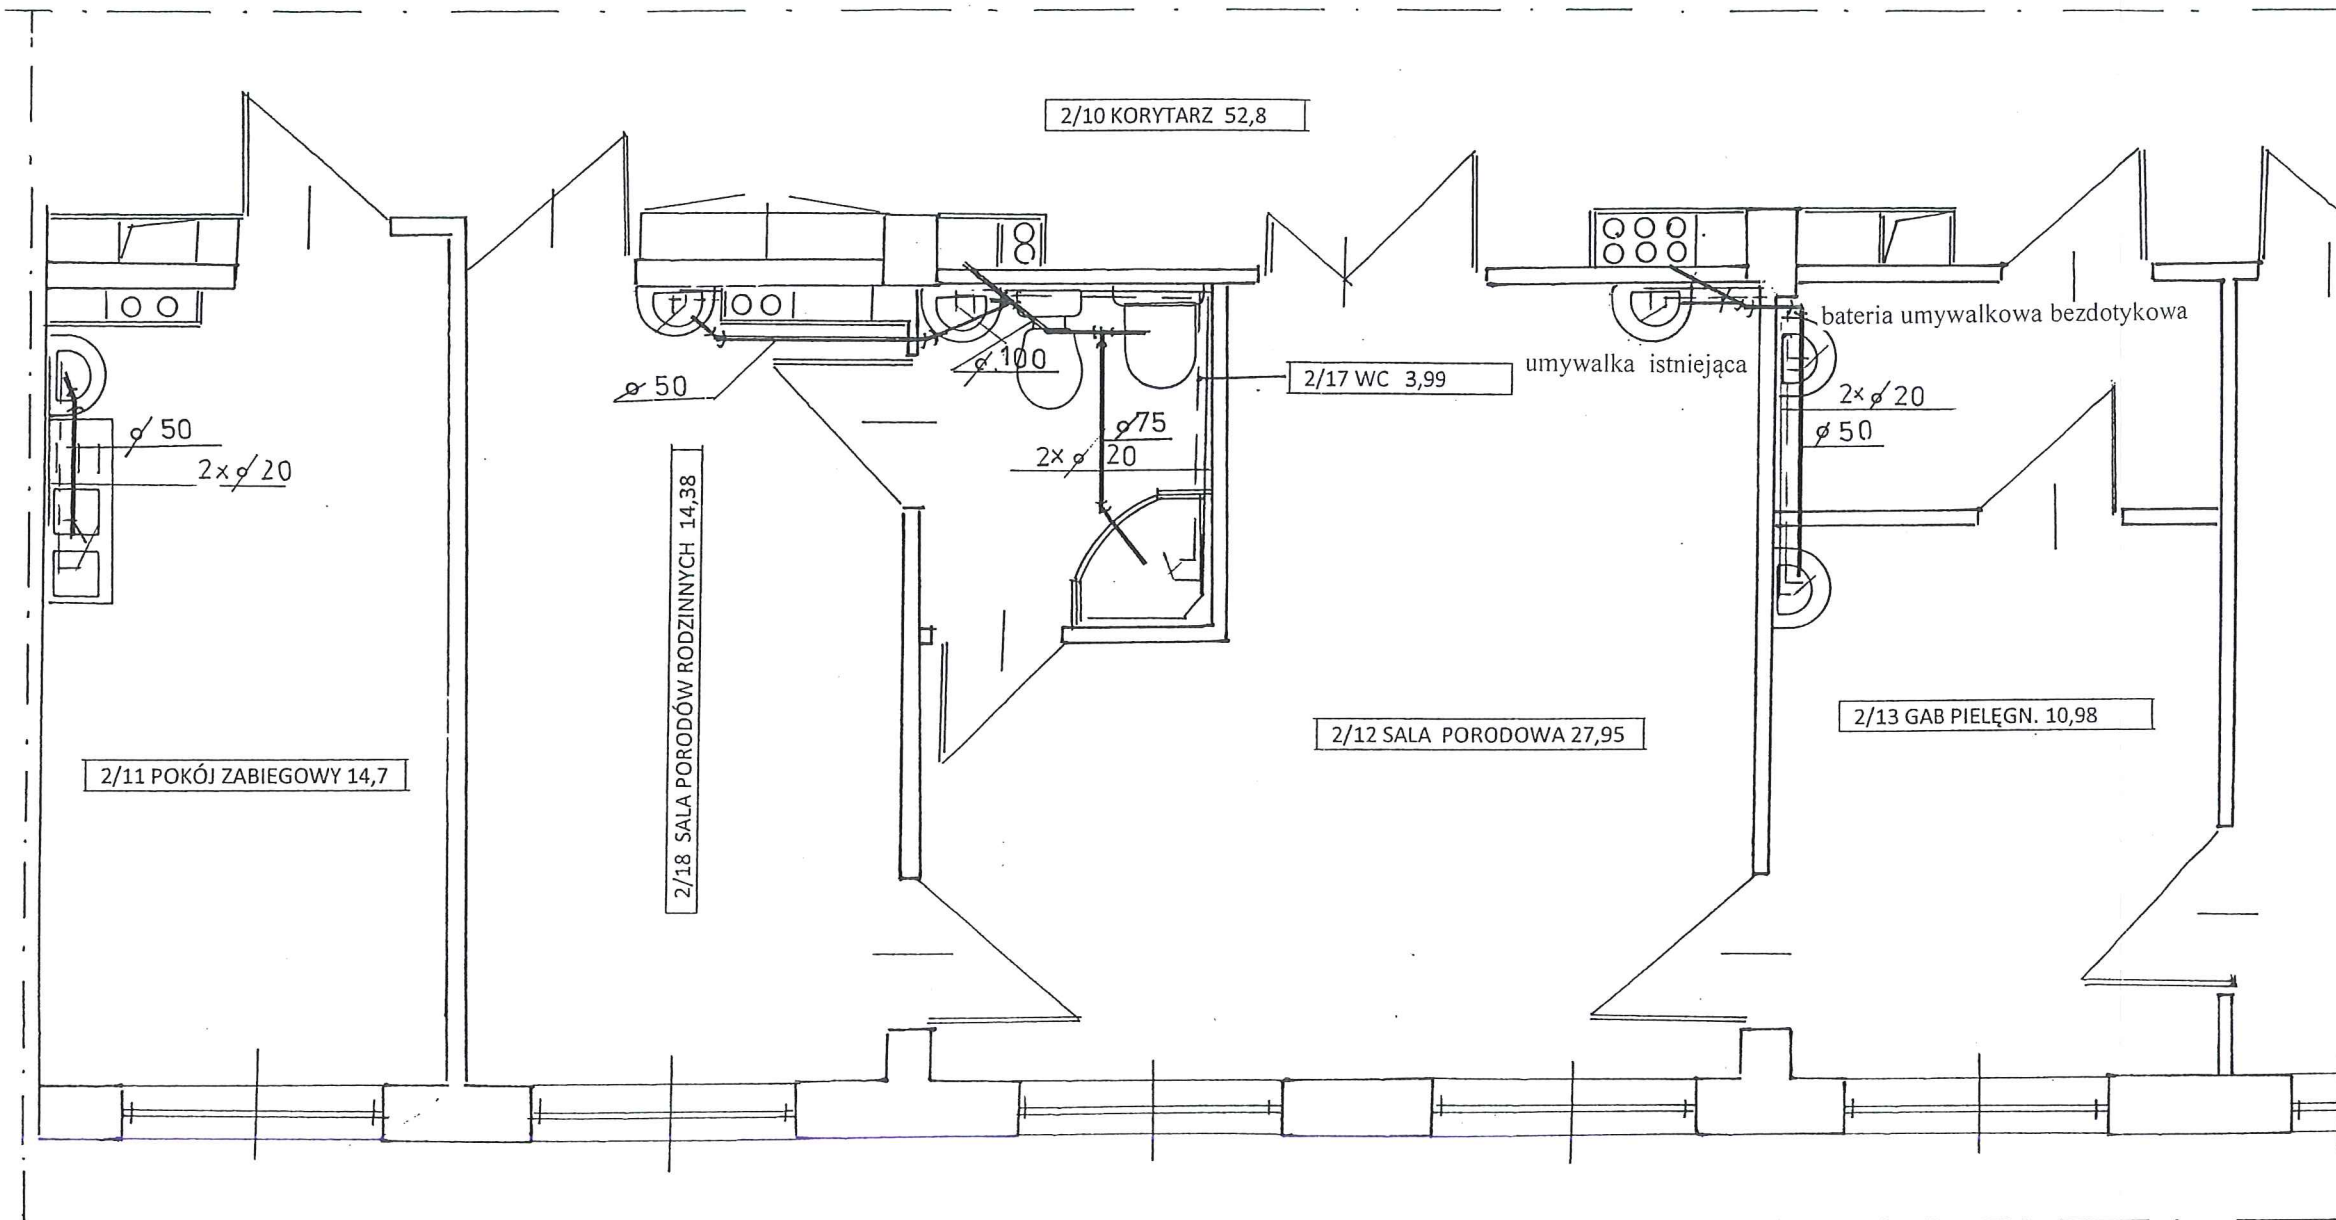 2/10 KORYTARZ 52,8
bateria umywalkowa bezdotykowa
umywalka istniejąca
⌀ 100
2/17 WC 3,99
⌀ 50
2x ⌀ 20
⌀ 50
⌀ 50
2x ⌀ 20
⌀75
2x ⌀ 20
2/18 SALA PORODÓW RODZINNYCH 14,38
2/13 GAB PIELĘGN. 10,98
2/12 SALA PORODOWA 27,95
2/11 POKÓJ ZABIEGOWY 14,7